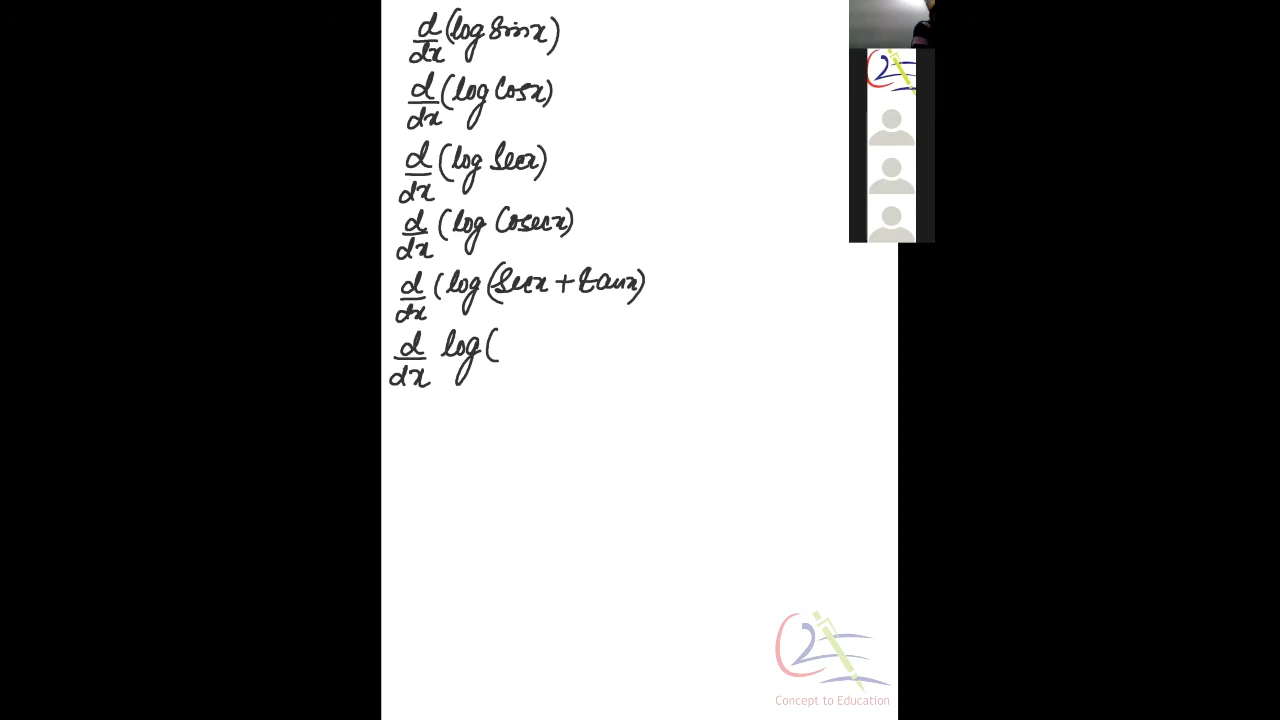 d/dx (log sinx)
d/dx (log cosx)
d/dx (log secx)
d/dx (log cosecx)
d/dx (log (secx + tanx)
d/dx log (
C2E
Concept to Education